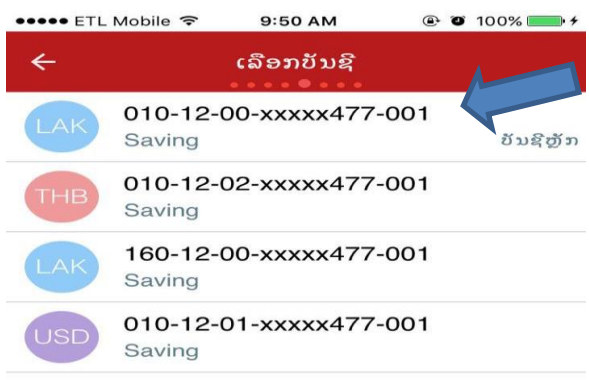 ETL Mobile 9:50 AM 100%
ເລືອກບັນຊີ
LAK 010-12-00-xxxxx477-001
Saving ບັນຊີຫຼັກ
THB 010-12-02-xxxxx477-001
Saving
LAK 160-12-00-xxxxx477-001
Saving
USD 010-12-01-xxxxx477-001
Saving